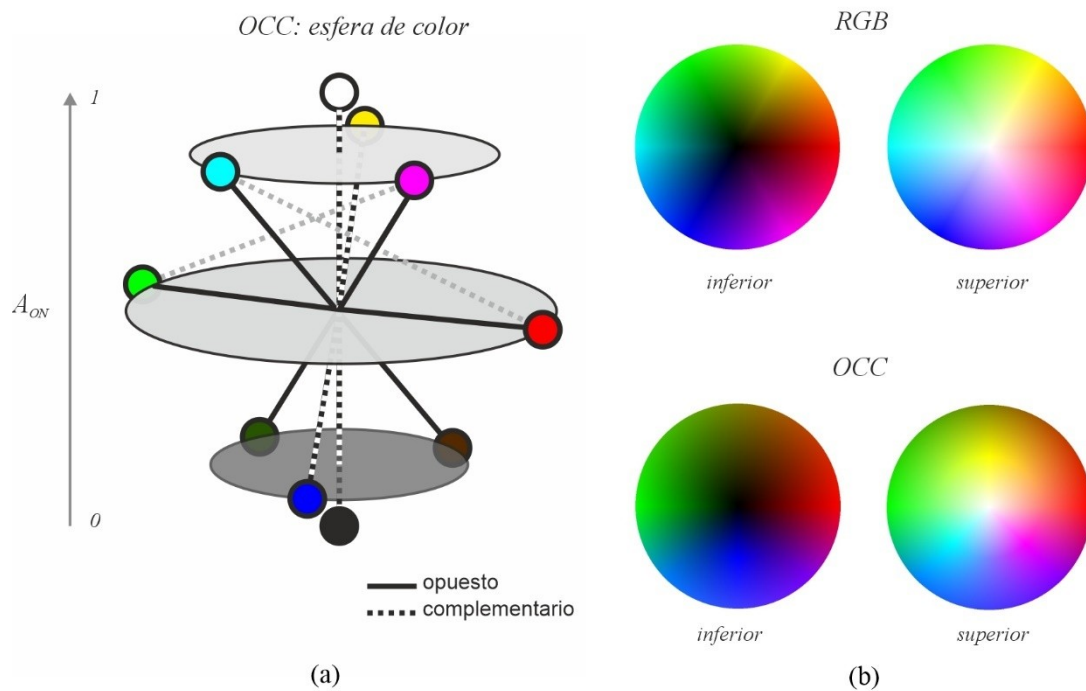 OCC: esfera de color
1
A_ON
0
opuesto
complementario
(a)
RGB
inferior
superior
OCC
inferior
superior
(b)